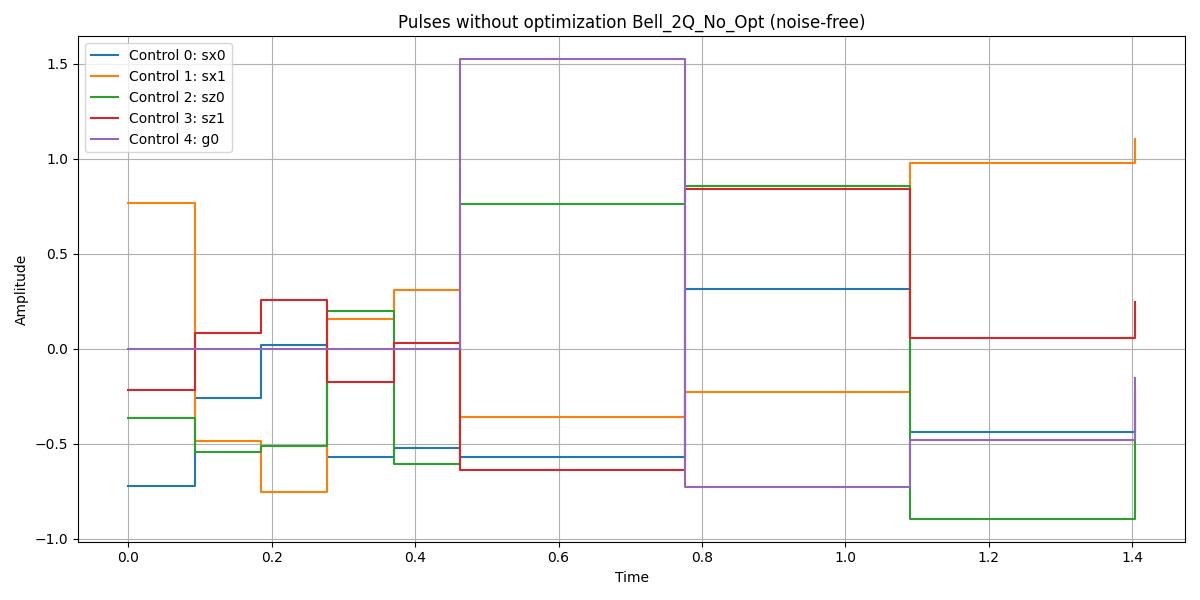 Pulses without optimization Bell_2Q_No_Opt (noise-free)
Control 0: sx0
Control 1: sx1
Control 2: sz0
Control 3: sz1
Control 4: g0
Amplitude
1.5
1.0
0.5
0.0
−0.5
−1.0
0.0 0.2 0.4 0.6 0.8 1.0 1.2 1.4
Time